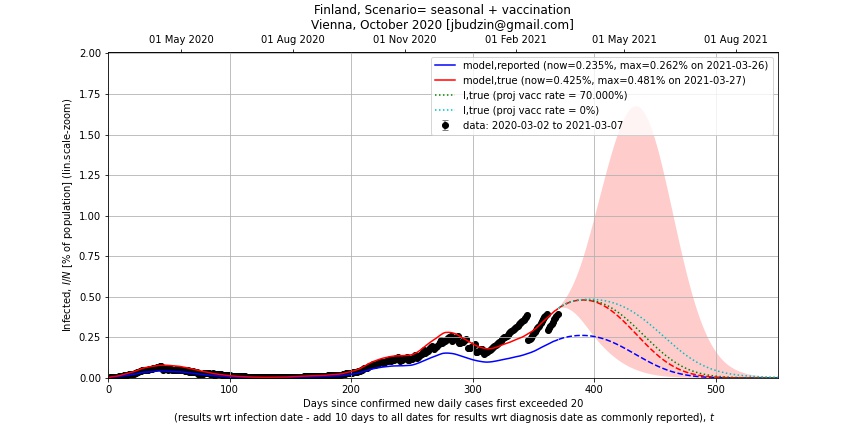 Finland, Scenario= seasonal + vaccination
Vienna, October 2020 [jbudzin@gmail.com]
01 May 2020 01 Aug 2020 01 Nov 2020 01 Feb 2021 01 May 2021 01 Aug 2021
model,reported (now=0.235%, max=0.262% on 2021-03-26)
model,true (now=0.425%, max=0.481% on 2021-03-27)
I,true (proj vacc rate = 70.000%)
I,true (proj vacc rate = 0%)
data: 2020-03-02 to 2021-03-07
Infected, I/N [% of population] (lin.scale-zoom)
2.00
1.75
1.50
1.25
1.00
0.75
0.50
0.25
0.00
0 100 200 300 400 500
Days since confirmed new daily cases first exceeded 20
(results wrt infection date - add 10 days to all dates for results wrt diagnosis date as commonly reported), t